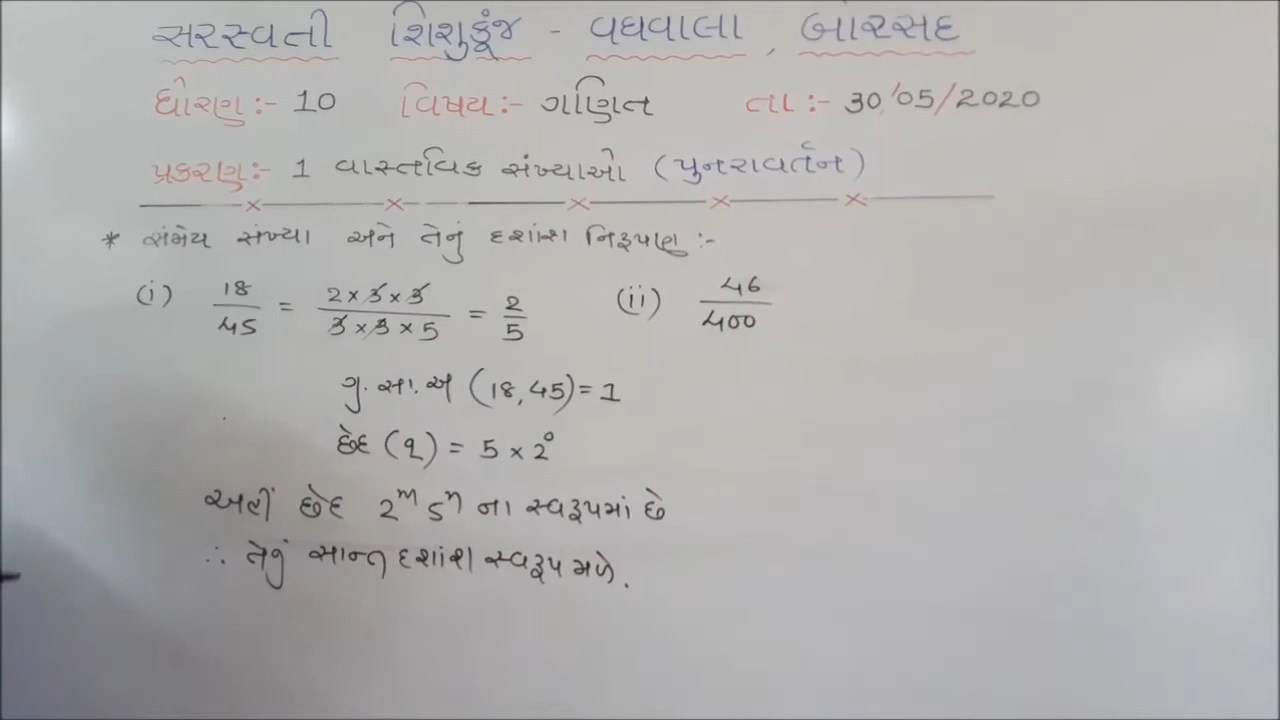 સરસ્વતી શિશુકૂંજ - વઘવાલા, બોરસદ
ધોરણ :- 10 વિષય :- ગણિત તા :- 30/05/2020
પ્રકરણ :- 1 વાસ્તવિક સંખ્યાઓ (પુનરાવર્તન)
* સંમેય સંખ્યા અને તેનું દશાંશ નિરૂપણ :-
(i) 18/45 = 2 × 3 × 3 / 3 × 3 × 5 = 2/5 (ii) 46/400
ગુ.સા.અ (18, 45) = 1
છેદ (q) = 5 × 2⁰
અહીં છેદ 2ᵐ 5ⁿ ના સ્વરૂપમાં છે
∴ તેનું સાન્ત દશાંશ સ્વરૂપ મળે.